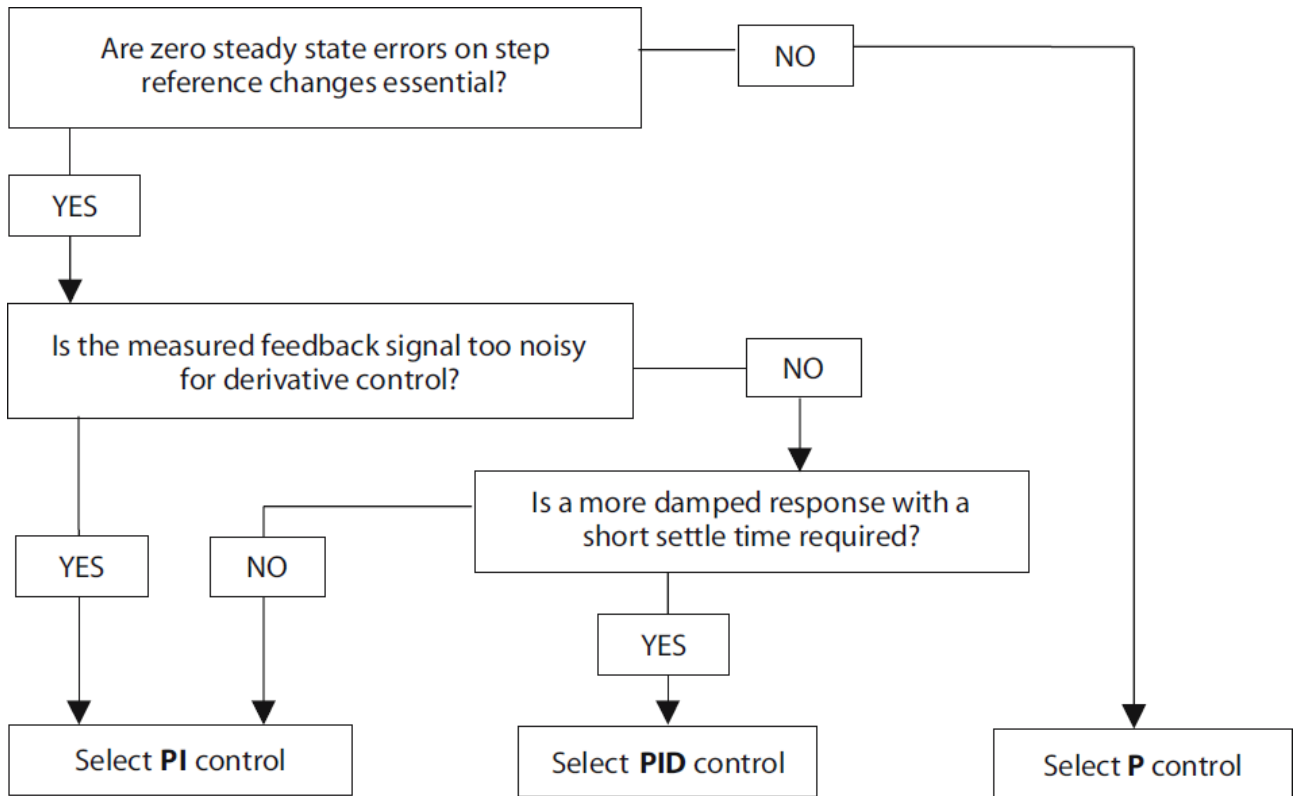 Are zero steady state errors on step
reference changes essential?
NO
YES
Is the measured feedback signal too noisy
for derivative control?
NO
Is a more damped response with a
short settle time required?
YES
NO
YES
Select PI control
Select PID control
Select P control